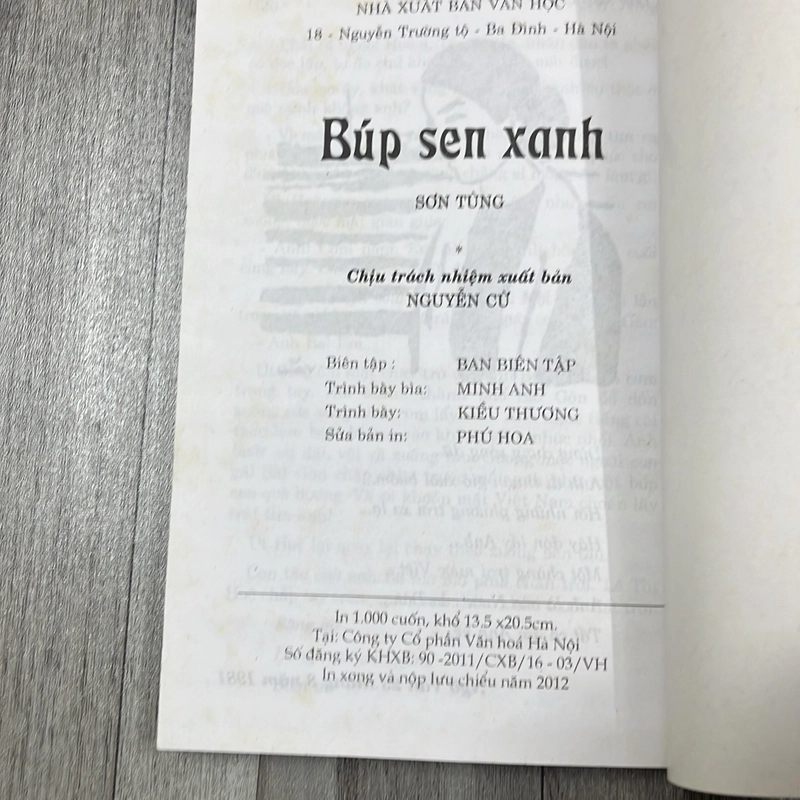 NHÀ XUẤT BẢN VĂN HỌC
18 - Nguyễn Trường tộ - Ba Đình - Hà Nội
Búp sen xanh
SƠN TÙNG
*
Chịu trách nhiệm xuất bản
NGUYỄN CỪ
Biên tập : BAN BIÊN TẬP
Trình bày bìa: MINH ANH
Trình bày: KIỀU THƯƠNG
Sửa bản in: PHÚ HOA
In 1.000 cuốn, khổ 13,5 x20.5cm.
Tại: Công ty Cổ phần Văn hoá Hà Nội
Số đăng ký KHXB: 90 -2011/CXB/16 - 03/VH
In xong và nộp lưu chiểu năm 2012